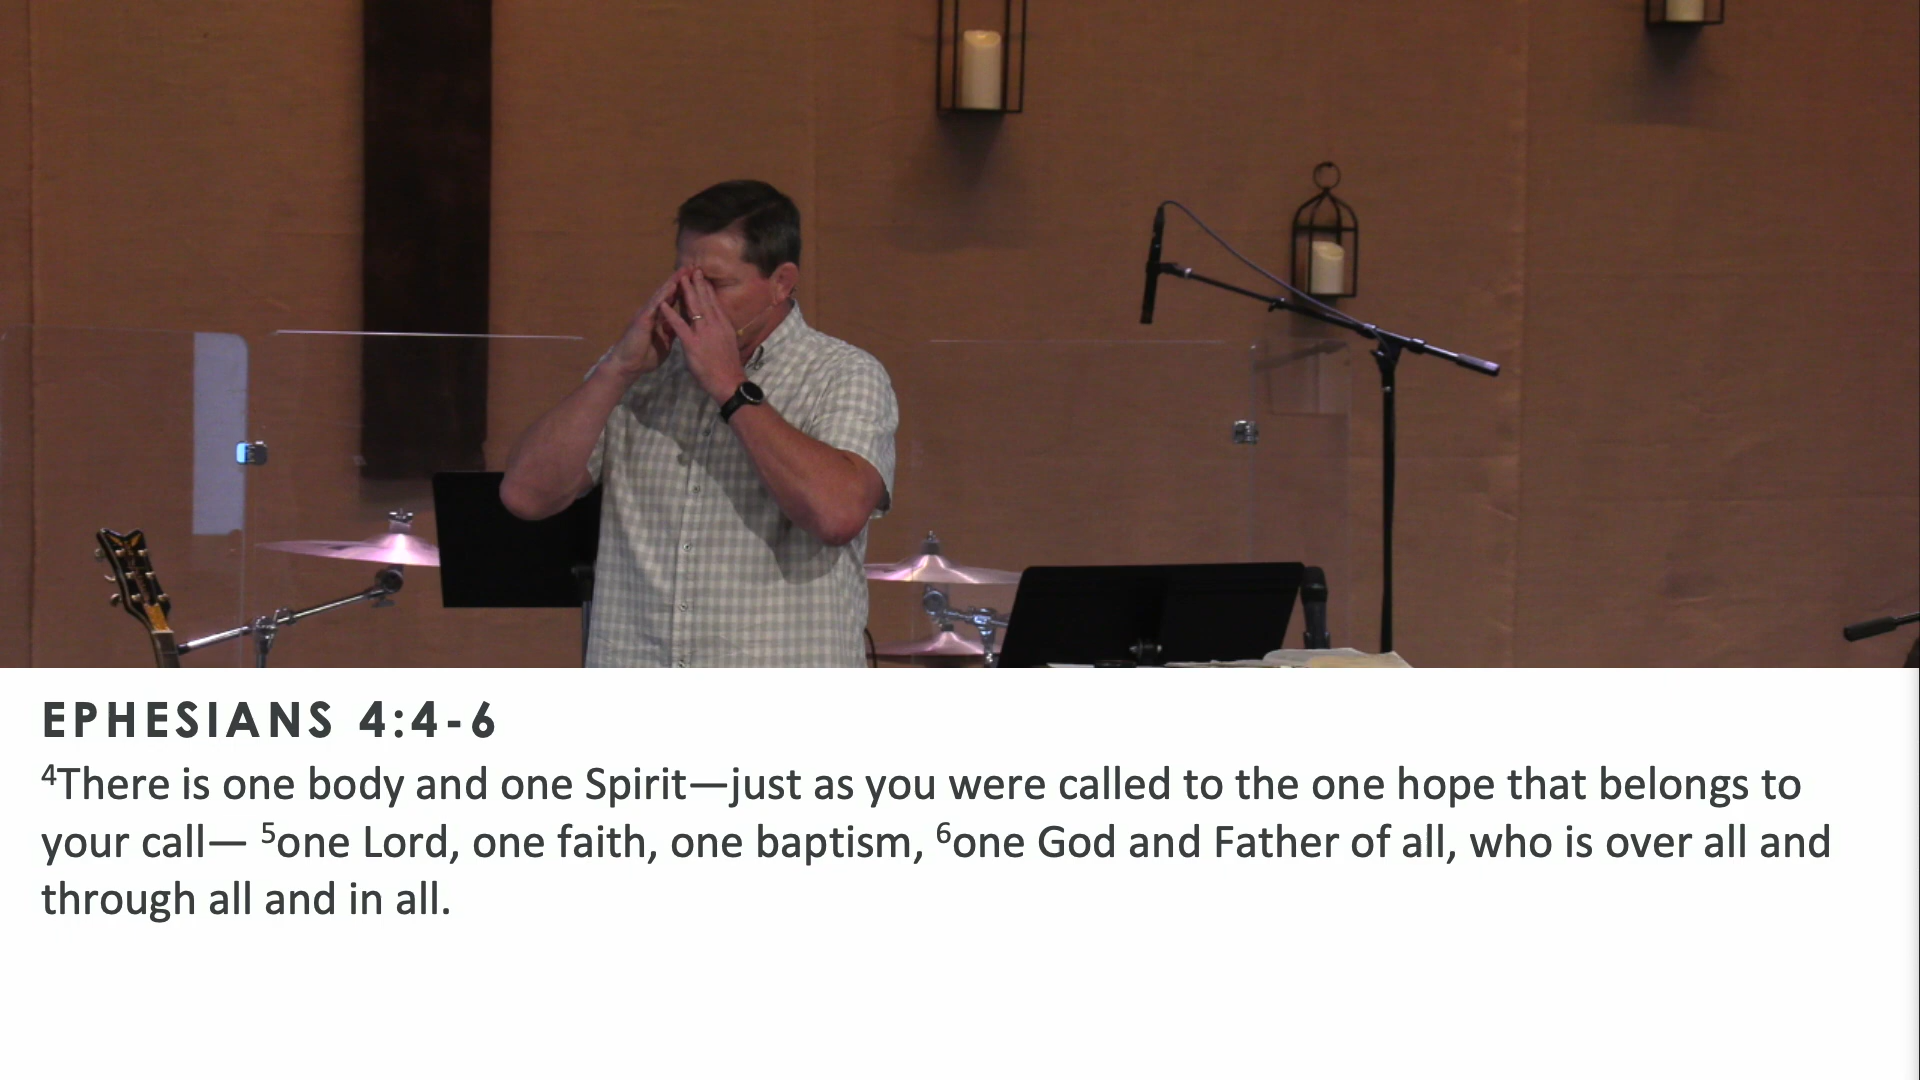 EPHESIANS 4:4-6
⁴There is one body and one Spirit—just as you were called to the one hope that belongs to
your call— ⁵one Lord, one faith, one baptism, ⁶one God and Father of all, who is over all and
through all and in all.